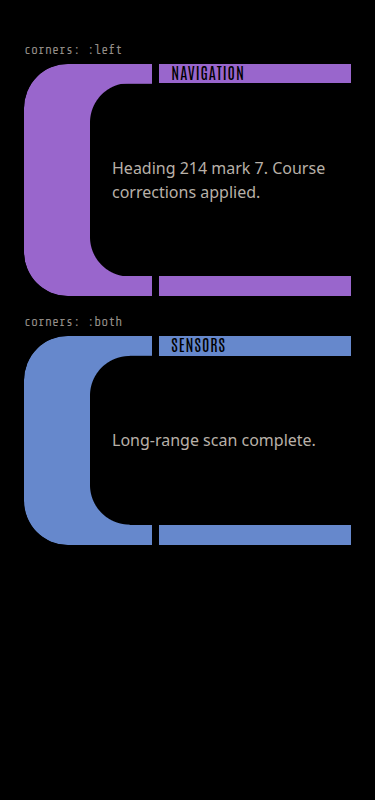 corners: :left
NAVIGATION
Heading 214 mark 7. Course
corrections applied.
corners: :both
SENSORS
Long-range scan complete.